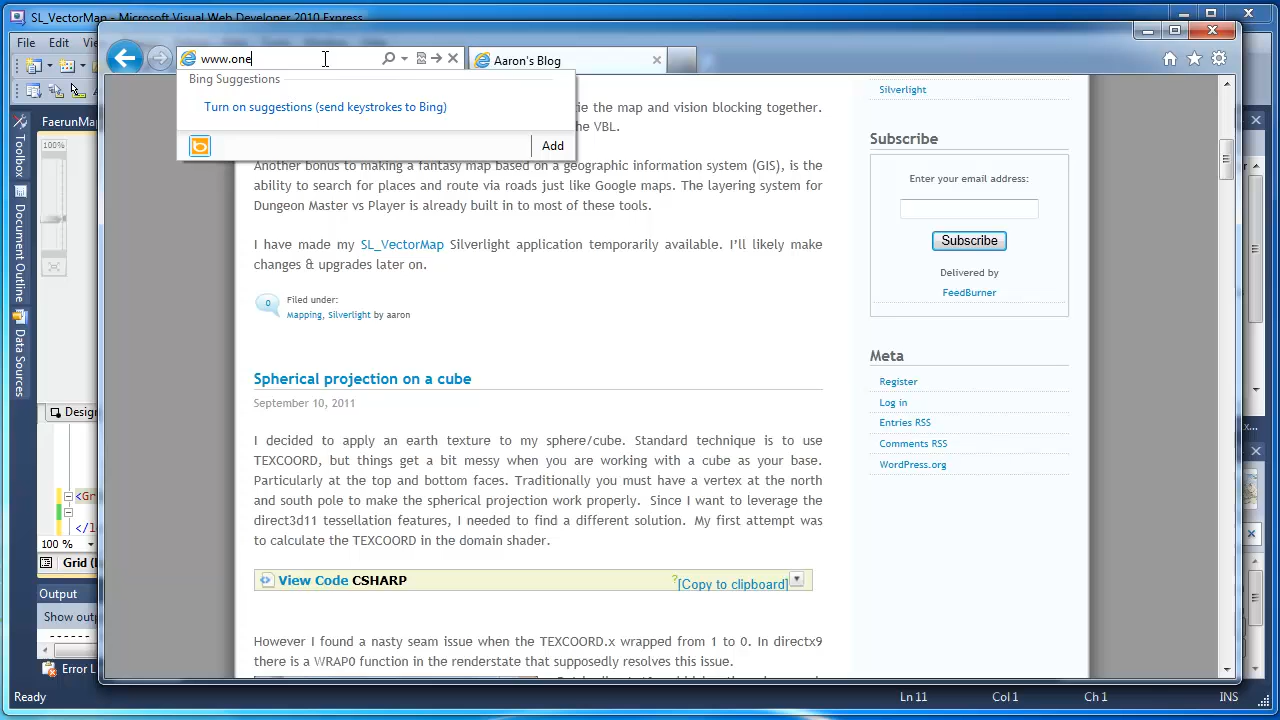 SL_VectorMap - Microsoft Visual Web Developer 2010 Express
File Edit
www.one
Aaron's Blog
Bing Suggestions
Turn on suggestions (send keystrokes to Bing)
Add
Toolbox
Document Outline
Data Sources
FaerunMap
100%
Design
<Gr
</l
100 %
Grid (
Output
Show outp
Error L
Ready
Ln 11
Col 1
Ch 1
INS
ie the map and vision blocking together.
he VBL.
Another bonus to making a fantasy map based on a geographic information system (GIS), is the
ability to search for places and route via roads just like Google maps. The layering system for
Dungeon Master vs Player is already built in to most of these tools.
I have made my SL_VectorMap Silverlight application temporarily available. I'll likely make
changes & upgrades later on.
0
Filed under:
Mapping, Silverlight by aaron
Spherical projection on a cube
September 10, 2011
I decided to apply an earth texture to my sphere/cube. Standard technique is to use
TEXCOORD, but things get a bit messy when you are working with a cube as your base.
Particularly at the top and bottom faces. Traditionally you must have a vertex at the north
and south pole to make the spherical projection work properly. Since I want to leverage the
direct3d11 tessellation features, I needed to find a different solution. My first attempt was
to calculate the TEXCOORD in the domain shader.
View Code CSHARP
?[Copy to clipboard]
However I found a nasty seam issue when the TEXCOORD.x wrapped from 1 to 0. In directx9
there is a WRAP0 function in the renderstate that supposedly resolves this issue.
Silverlight
Subscribe
Enter your email address:
Subscribe
Delivered by
FeedBurner
Meta
Register
Log in
Entries RSS
Comments RSS
WordPress.org